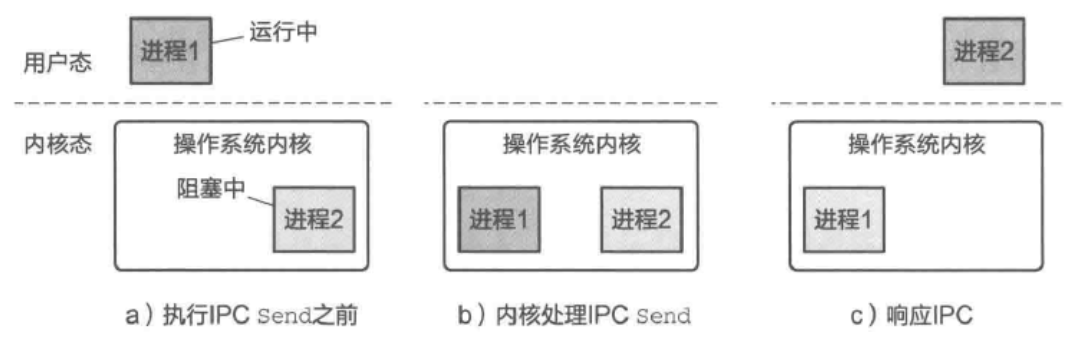 用户态
进程1
运行中
进程2
内核态
操作系统内核
阻塞中
进程2
操作系统内核
进程1
进程2
操作系统内核
进程1
a）执行IPC Send之前
b）内核处理IPC Send
c）响应IPC